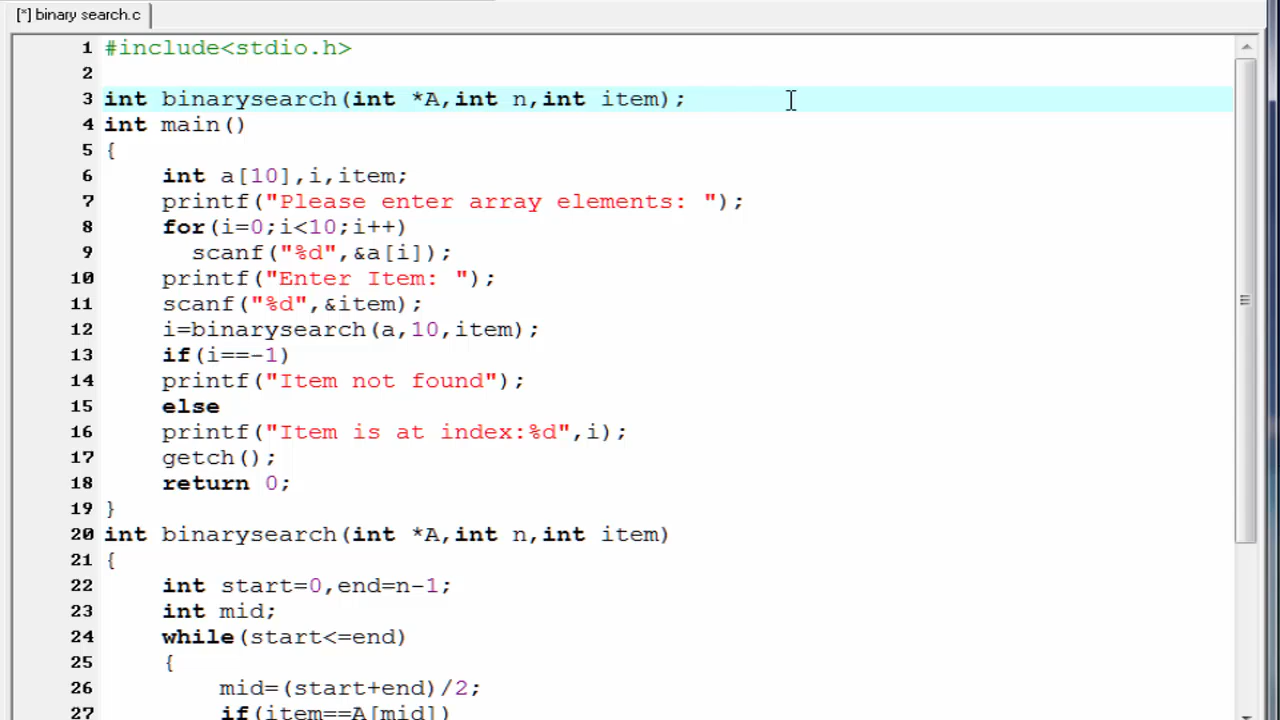 [*] binary search.c
1 #include<stdio.h>
2
3 int binarysearch(int *A,int n,int item);
4 int main()
5 {
6 int a[10],i,item;
7 printf("Please enter array elements: ");
8 for(i=0;i<10;i++)
9 scanf("%d",&a[i]);
10 printf("Enter Item: ");
11 scanf("%d",&item);
12 i=binarysearch(a,10,item);
13 if(i==-1)
14 printf("Item not found");
15 else
16 printf("Item is at index:%d",i);
17 getch();
18 return 0;
19 }
20 int binarysearch(int *A,int n,int item)
21 {
22 int start=0,end=n-1;
23 int mid;
24 while(start<=end)
25 {
26 mid=(start+end)/2;
27 if(item==A[mid])